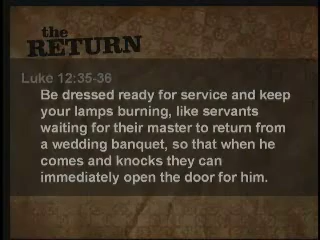 the
RETURN
Luke 12:35-36
Be dressed ready for service and keep
your lamps burning, like servants
waiting for their master to return from
a wedding banquet, so that when he
comes and knocks they can
immediately open the door for him.